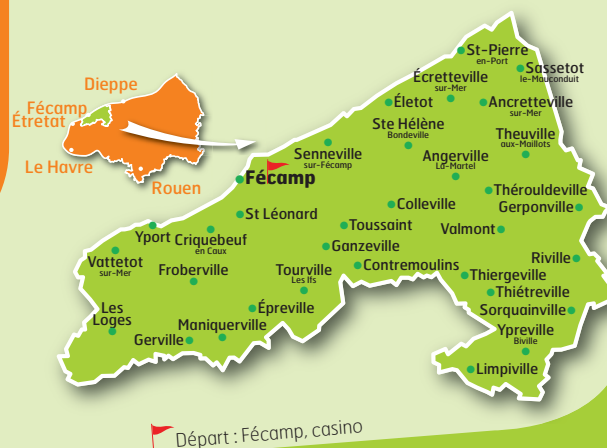 Dieppe
Fécamp
Étretat
Le Havre
Rouen
St-Pierre
en-Port
Sassetot
le-Mauconduit
Écretteville
sur-Mer
Életot
Ancretteville
sur-Mer
Ste Hélène
Bondeville
Theuville
aux-Maillots
Senneville
sur-Fécamp
Angerville
La-Martel
Fécamp
Thérouldeville
Gerponville
Colleville
St Léonard
Toussaint
Valmont
Yport
Criquebeuf
en Caux
Ganzeville
Vattetot
sur-Mer
Froberville
Tourville
Les Ifs
Contremoulins
Riville
Thiergeville
Thiétreville
Les
Loges
Épreville
Sorquainville
Maniquerville
Gerville
Ypreville
Biville
Limpiville
Départ : Fécamp, casino